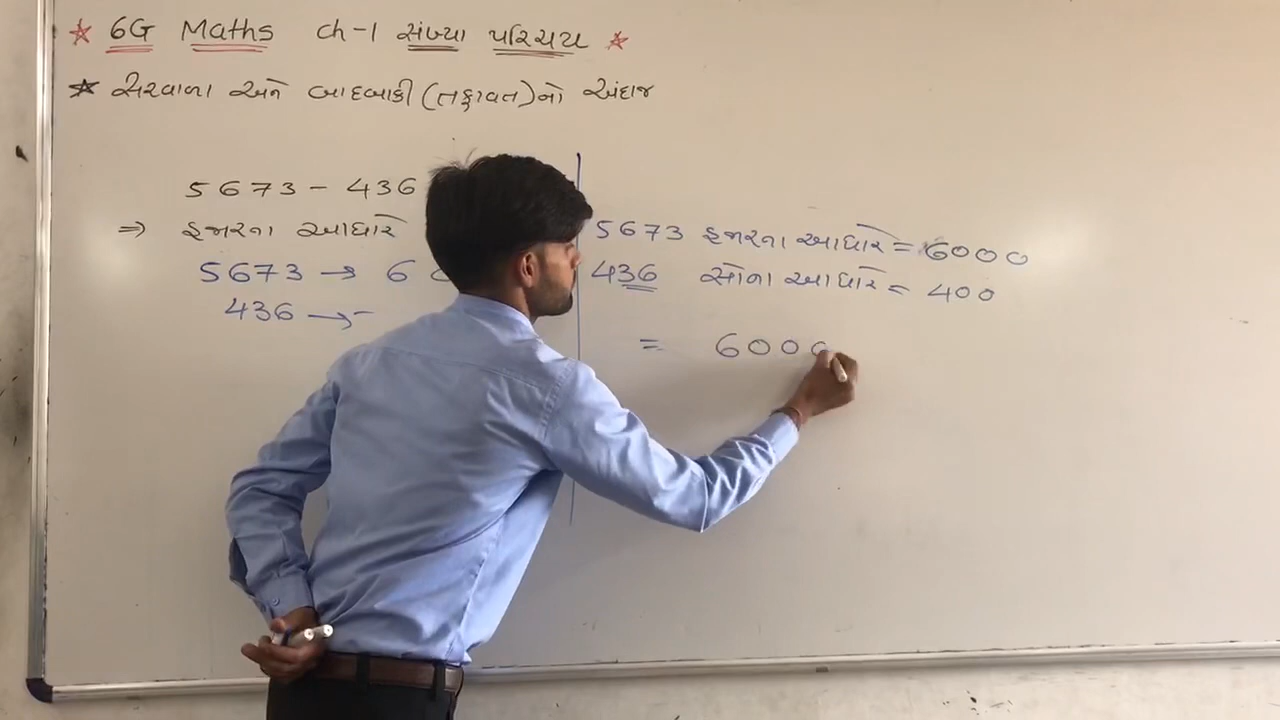 6G Maths ch-1 સંખ્યા પરિચય
સરવાળા અને બાદબાકી (તફાવત)નો અંદાજ
5673 - 436
⇒ હજારના આધારે
5673 → 6
436 →
5673 હજારના આધારે = 6000
436 સોના આધારે = 400
= 6000